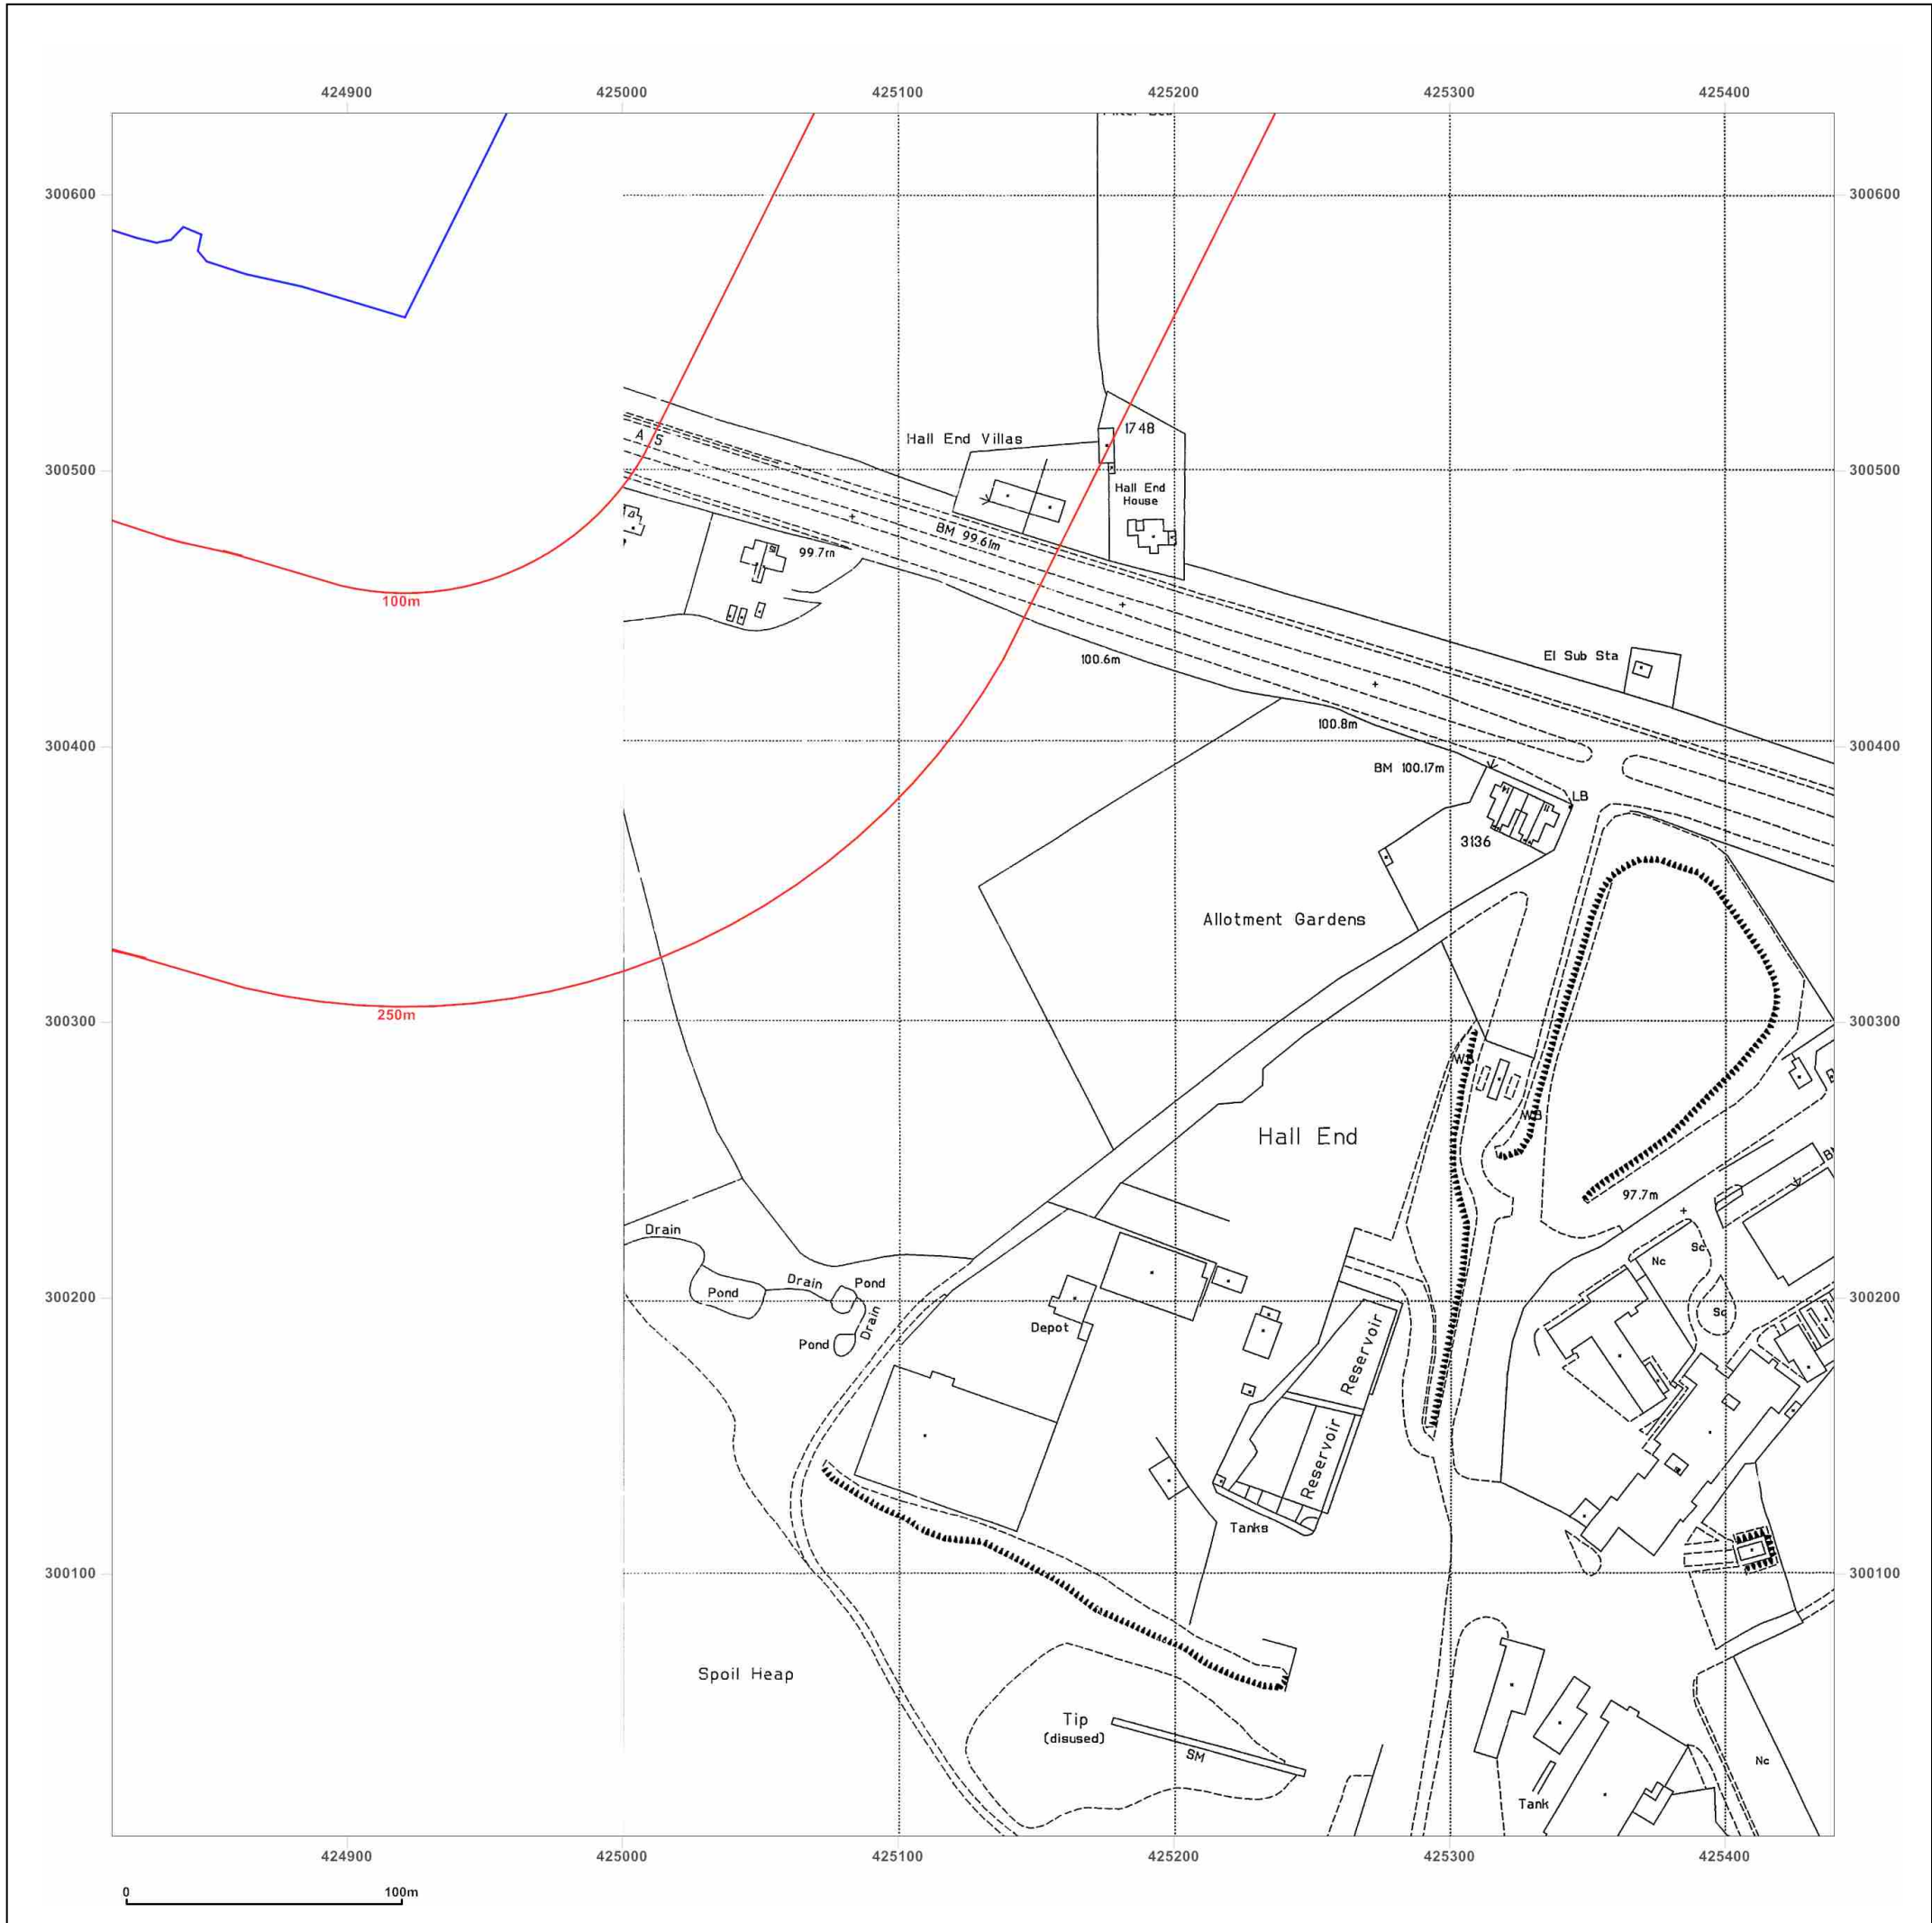 424900
425000
425100
425200
425300
425400
300600
300600
1748
Hall End Villas
A 5
300500
300500
Hall End
House
BM 99.61m
99.7m
100m
100.6m
El Sub Sta
100.8m
300400
300400
BM 100.17m
LB
3136
Allotment Gardens
250m
300300
300300
WB
WB
Hall End
97.7m
Drain
Sc
Nc
Drain
Pond
Pond
300200
300200
Sc
Drain
Depot
Pond
Reservoir
Reservoir
Tanks
300100
300100
Spoil Heap
Tip
(disused)
SM
Nc
Tank
424900
425000
425100
425200
425300
425400
0
100m